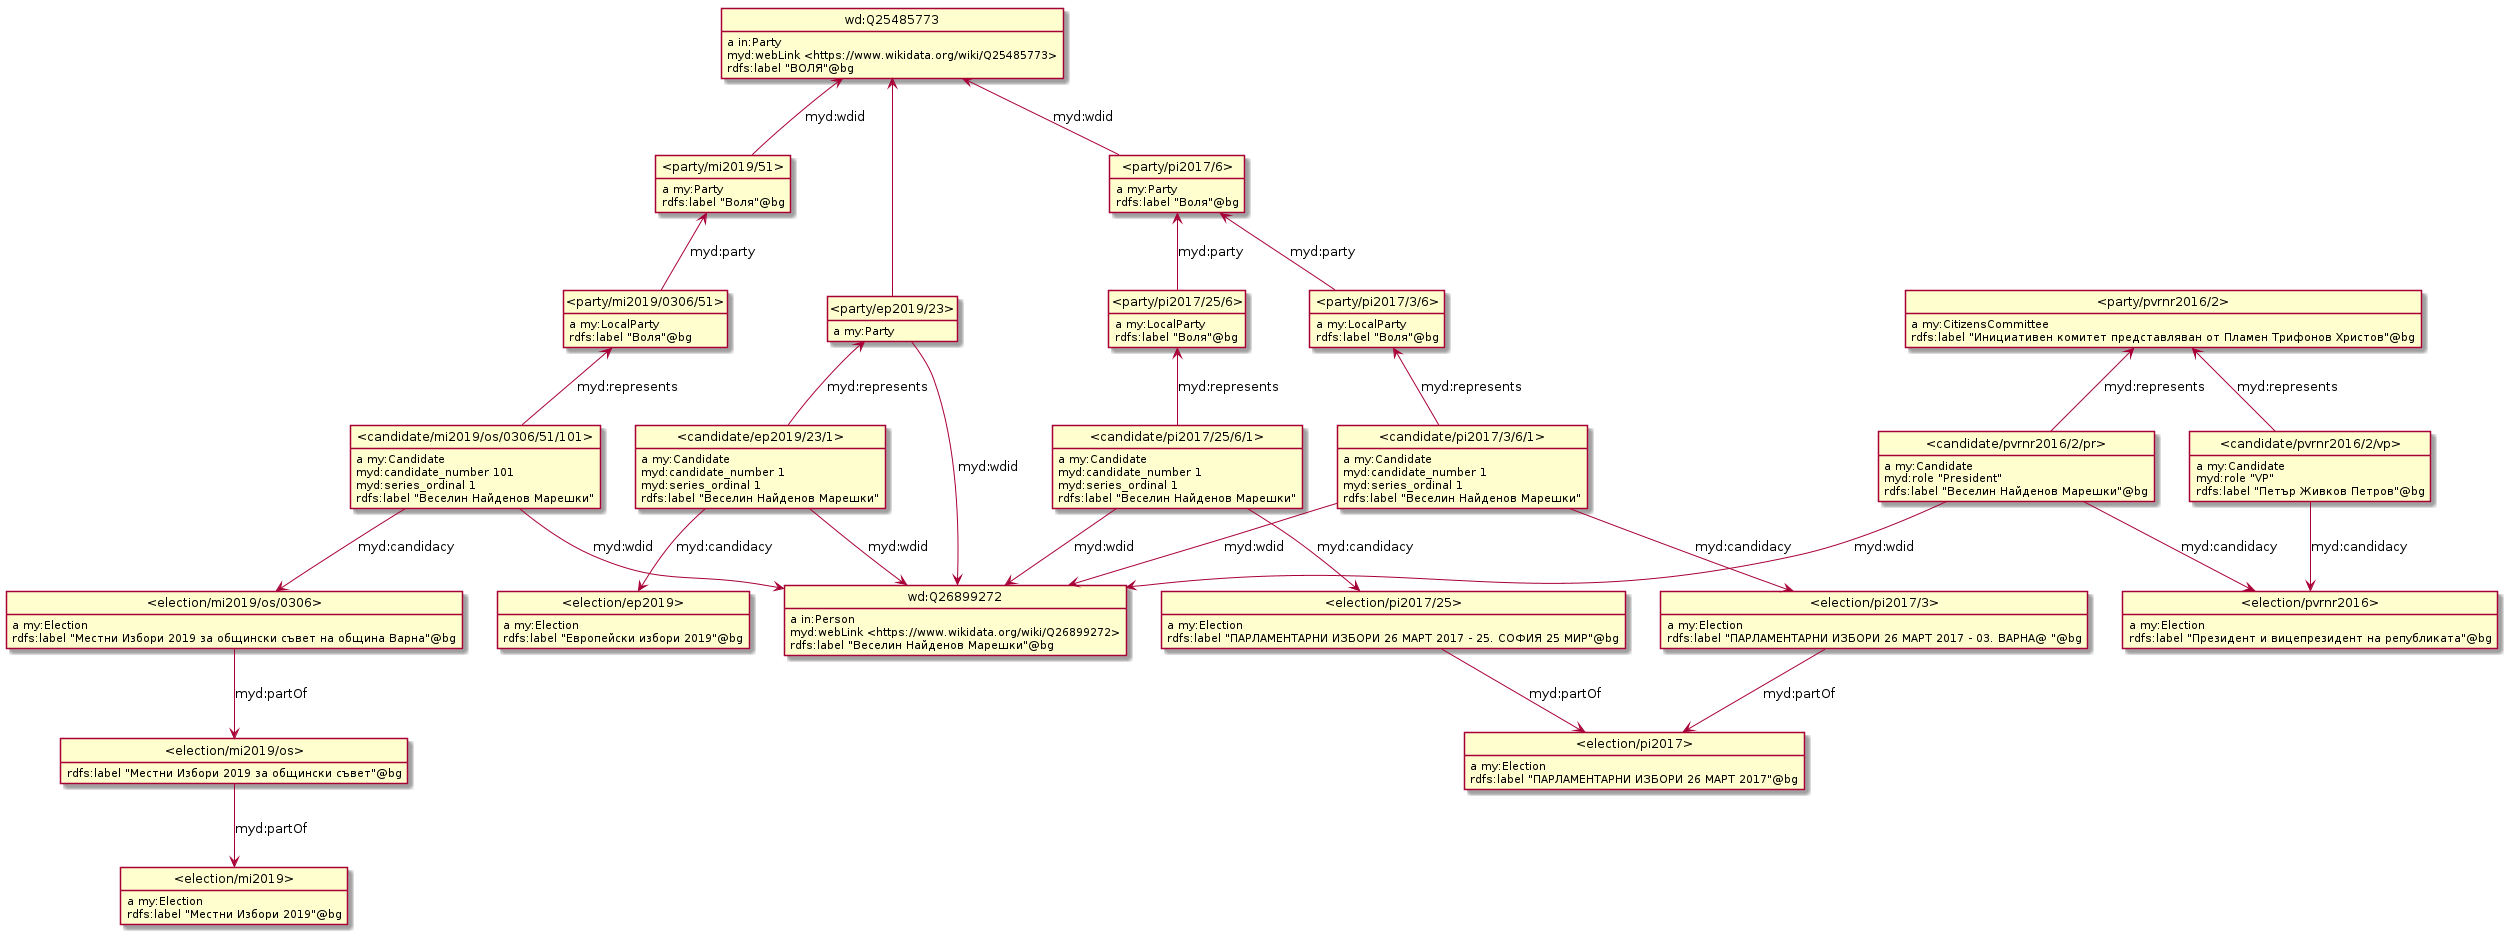 wd:Q25485773
a in:Party
myd:webLink <https://www.wikidata.org/wiki/Q25485773>
rdfs:label "ВОЛЯ"@bg
myd:wdid
myd:wdid
<party/mi2019/51>
a my:Party
rdfs:label "Воля"@bg
<party/pi2017/6>
a my:Party
rdfs:label "Воля"@bg
myd:party
myd:party
myd:party
<party/mi2019/0306/51>
a my:LocalParty
rdfs:label "Воля"@bg
<party/ep2019/23>
a my:Party
<party/pi2017/25/6>
a my:LocalParty
rdfs:label "Воля"@bg
<party/pi2017/3/6>
a my:LocalParty
rdfs:label "Воля"@bg
<party/pvrnr2016/2>
a my:CitizensCommittee
rdfs:label "Инициативен комитет представляван от Пламен Трифонов Христов"@bg
myd:represents
myd:represents
myd:represents
myd:represents
myd:represents
myd:represents
<candidate/mi2019/os/0306/51/101>
a my:Candidate
myd:candidate_number 101
myd:series_ordinal 1
rdfs:label "Веселин Найденов Марешки"
<candidate/ep2019/23/1>
a my:Candidate
myd:candidate_number 1
myd:series_ordinal 1
rdfs:label "Веселин Найденов Марешки"
myd:wdid
<candidate/pi2017/25/6/1>
a my:Candidate
myd:candidate_number 1
myd:series_ordinal 1
rdfs:label "Веселин Найденов Марешки"
<candidate/pi2017/3/6/1>
a my:Candidate
myd:candidate_number 1
myd:series_ordinal 1
rdfs:label "Веселин Найденов Марешки"
<candidate/pvrnr2016/2/pr>
a my:Candidate
myd:role "President"
rdfs:label "Веселин Найденов Марешки"@bg
<candidate/pvrnr2016/2/vp>
a my:Candidate
myd:role "VP"
rdfs:label "Петър Живков Петров"@bg
myd:candidacy
myd:wdid
myd:candidacy
myd:wdid
myd:wdid
myd:wdid
myd:candidacy
myd:candidacy
myd:wdid
myd:candidacy
myd:candidacy
<election/mi2019/os/0306>
a my:Election
rdfs:label "Местни Избори 2019 за общински съвет на община Варна"@bg
<election/ep2019>
a my:Election
rdfs:label "Европейски избори 2019"@bg
wd:Q26899272
a in:Person
myd:webLink <https://www.wikidata.org/wiki/Q26899272>
rdfs:label "Веселин Найденов Марешки"@bg
<election/pi2017/25>
a my:Election
rdfs:label "ПАРЛАМЕНТАРНИ ИЗБОРИ 26 МАРТ 2017 - 25. СОФИЯ 25 МИР"@bg
<election/pi2017/3>
a my:Election
rdfs:label "ПАРЛАМЕНТАРНИ ИЗБОРИ 26 МАРТ 2017 - 03. ВАРНА@ "@bg
<election/pvrnr2016>
a my:Election
rdfs:label "Президент и вицепрезидент на републиката"@bg
myd:partOf
myd:partOf
myd:partOf
<election/mi2019/os>
rdfs:label "Местни Избори 2019 за общински съвет"@bg
<election/pi2017>
a my:Election
rdfs:label "ПАРЛАМЕНТАРНИ ИЗБОРИ 26 МАРТ 2017"@bg
myd:partOf
<election/mi2019>
a my:Election
rdfs:label "Местни Избори 2019"@bg